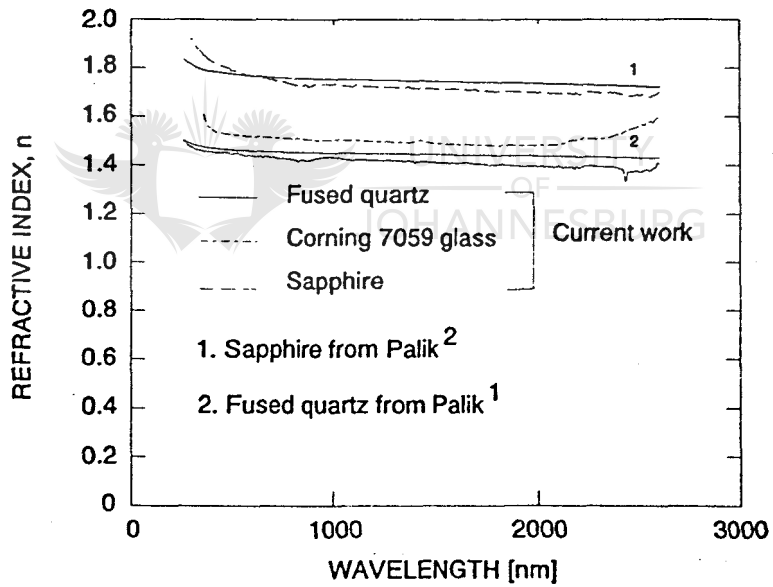 2.0
1.8
1.6
1.4
1.2
1.0
0.8
0.6
0.4
0.2
0
REFRACTIVE INDEX, n
1
2
UNIVERSITY
OF
JOHANNESBURG
Fused quartz
Corning 7059 glass
Sapphire
Current work
1. Sapphire from Palik 2
2. Fused quartz from Palik 1
0 1000 2000 3000
WAVELENGTH [nm]